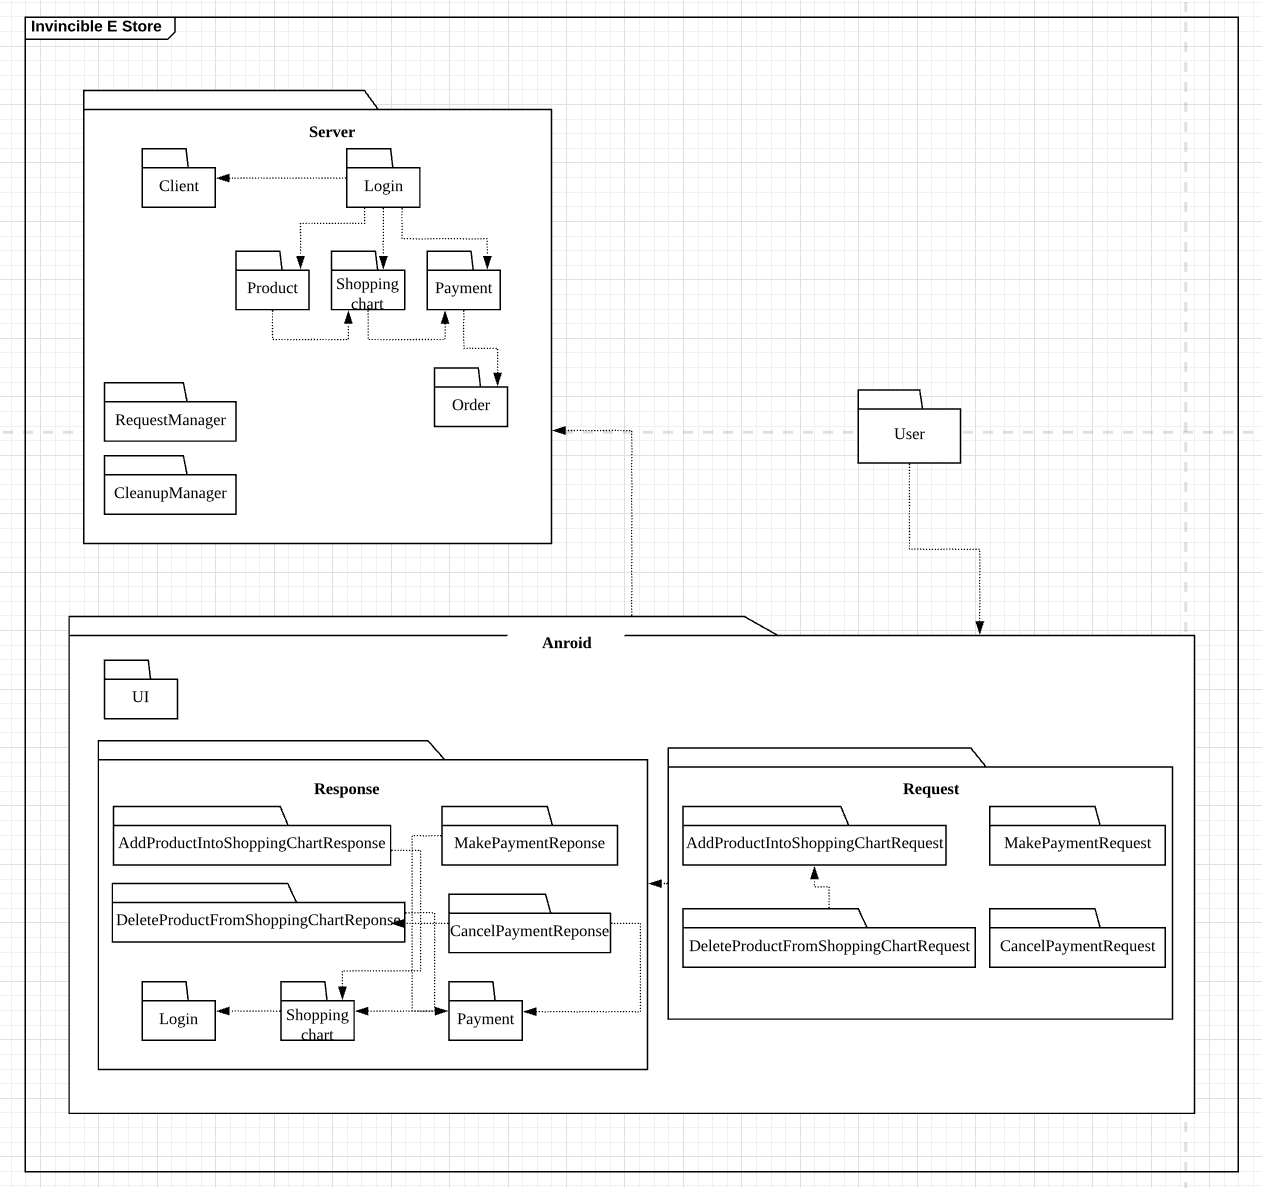 Invincible E Store
Server
Client
Login
Product
Shopping
chart
Payment
Order
RequestManager
CleanupManager
User
Anroid
UI
Response
AddProductIntoShoppingChartResponse
MakePaymentReponse
DeleteProductFromShoppingChartReponse
CancelPaymentReponse
Login
Shopping
chart
Payment
Request
AddProductIntoShoppingChartRequest
MakePaymentRequest
DeleteProductFromShoppingChartRequest
CancelPaymentRequest